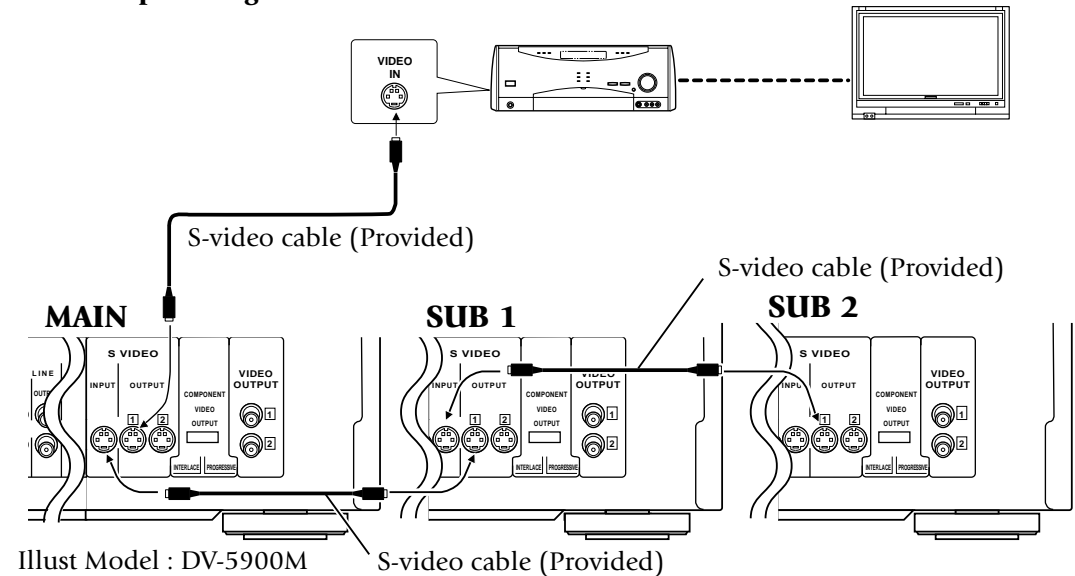 VIDEO
IN
S-video cable (Provided)
S-video cable (Provided)
MAIN
SUB 1
SUB 2
LINE
S VIDEO
INPUT
OUTPUT
1
2
COMPONENT
VIDEO
OUTPUT
INTERLACE
PROGRESSIVE
VIDEO
OUTPUT
1
2
S VIDEO
OUTPUT
1
2
COMPONENT
VIDEO
OUTPUT
INTERLACE
PROGRESSIVE
VIDEO
OUTPUT
1
2
S VIDEO
OUTPUT
1
2
COMPONENT
VIDEO
OUTPUT
INTERLACE
PROGRESSIVE
VIDEO
OUTPUT
1
2
Illust Model : DV-5900M
S-video cable (Provided)